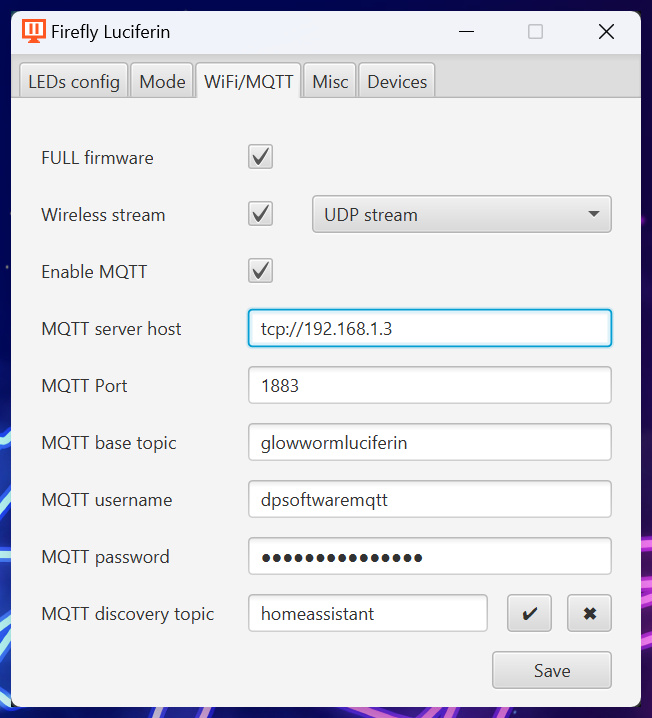 Firefly Luciferin
LEDs config Mode WiFi/MQTT Misc Devices
FULL firmware
Wireless stream UDP stream
Enable MQTT
MQTT server host tcp://192.168.1.3
MQTT Port 1883
MQTT base topic glowwormluciferin
MQTT username dpsoftwaremqtt
MQTT password ●●●●●●●●●●●●●●●
MQTT discovery topic homeassistant
Save